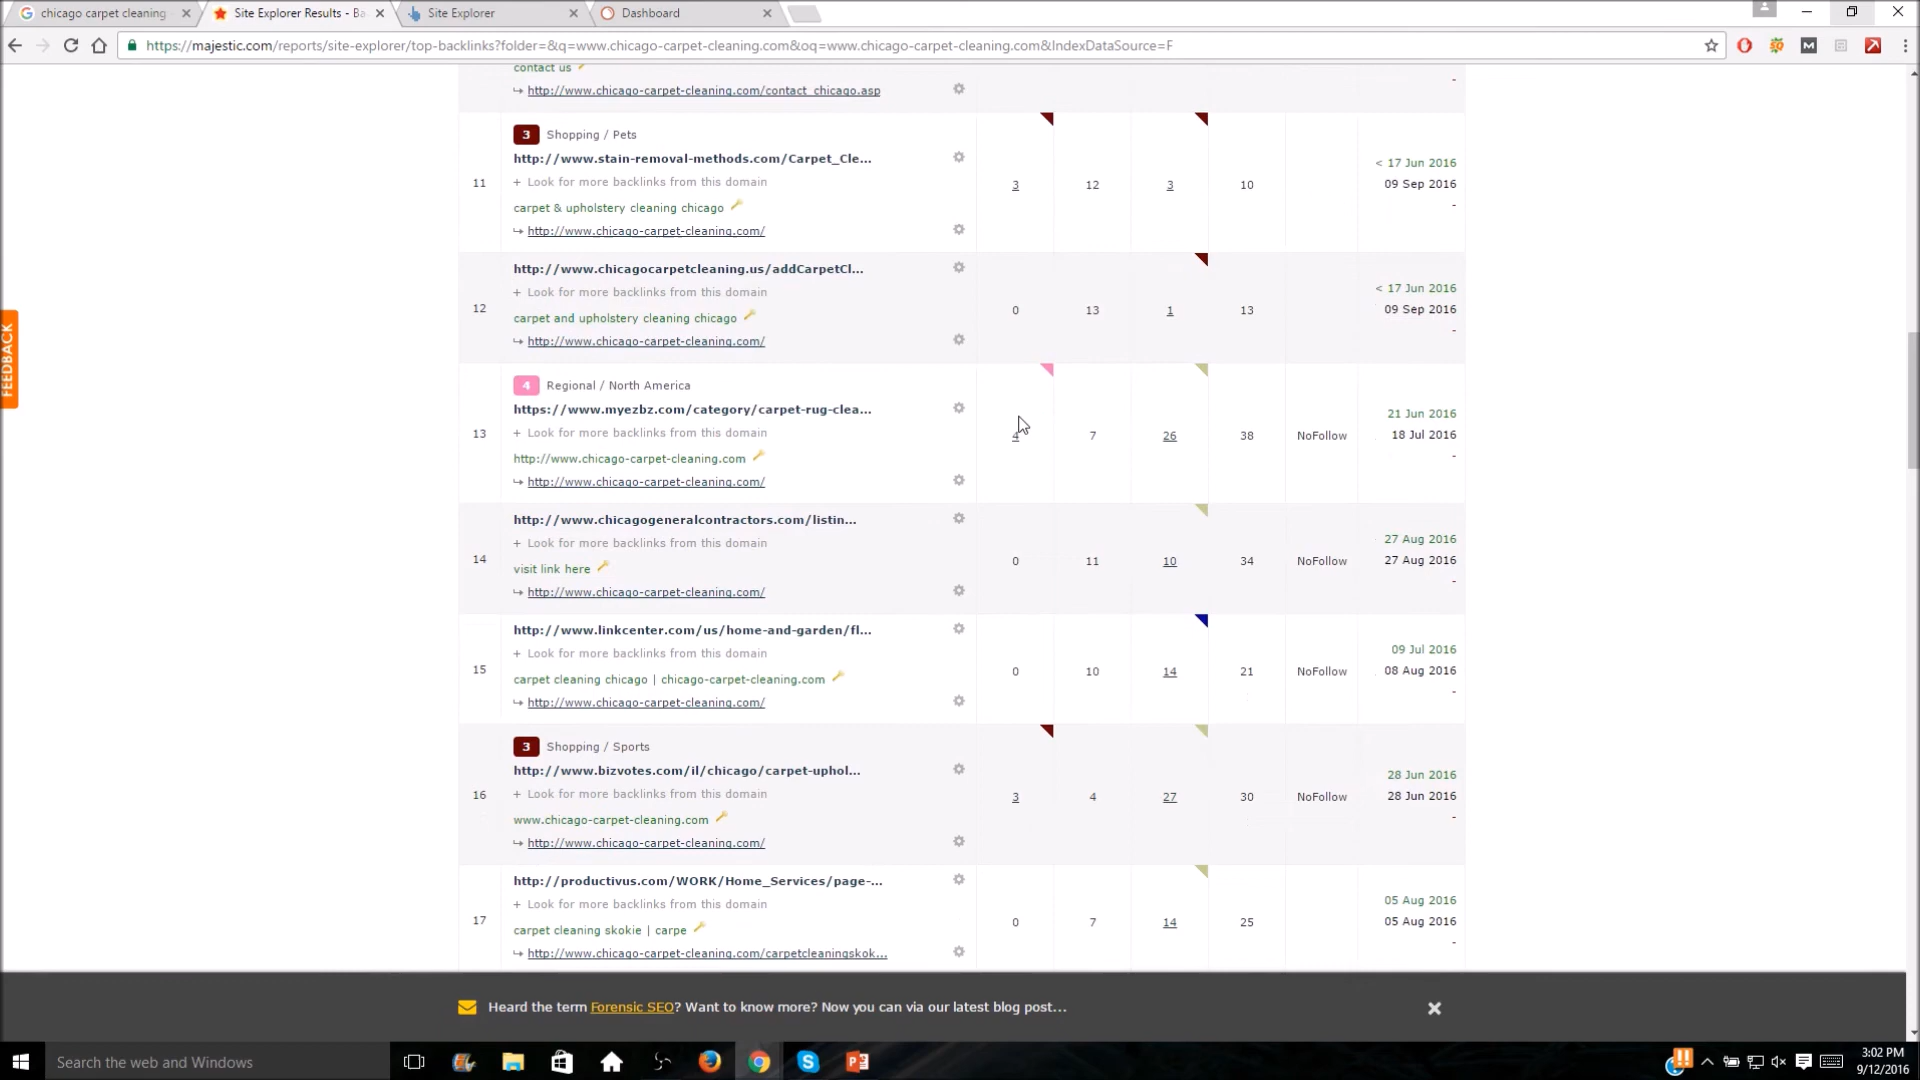 chicago carpet cleaning
Site Explorer Results - Ba
Site Explorer
Dashboard
https://majestic.com/reports/site-explorer/top-backlinks?folder=&q=www.chicago-carpet-cleaning.com&oq=www.chicago-carpet-cleaning.com&IndexDataSource=F
contact us
http://www.chicago-carpet-cleaning.com/contact_chicago.asp
-
3 Shopping / Pets
http://www.stain-removal-methods.com/Carpet_Cle...
+ Look for more backlinks from this domain
carpet & upholstery cleaning chicago
http://www.chicago-carpet-cleaning.com/
11 3 12 3 10
< 17 Jun 2016
09 Sep 2016
-
http://www.chicagocarpetcleaning.us/addCarpetCl...
+ Look for more backlinks from this domain
carpet and upholstery cleaning chicago
http://www.chicago-carpet-cleaning.com/
12 0 13 1 13
< 17 Jun 2016
09 Sep 2016
-
4 Regional / North America
https://www.myezbz.com/category/carpet-rug-clea...
+ Look for more backlinks from this domain
http://www.chicago-carpet-cleaning.com
http://www.chicago-carpet-cleaning.com/
13 4 7 26 38 NoFollow
21 Jun 2016
18 Jul 2016
-
http://www.chicagogeneralcontractors.com/listin...
+ Look for more backlinks from this domain
visit link here
http://www.chicago-carpet-cleaning.com/
14 0 11 10 34 NoFollow
27 Aug 2016
27 Aug 2016
-
http://www.linkcenter.com/us/home-and-garden/fl...
+ Look for more backlinks from this domain
carpet cleaning chicago | chicago-carpet-cleaning.com
http://www.chicago-carpet-cleaning.com/
15 0 10 14 21 NoFollow
09 Jul 2016
08 Aug 2016
-
3 Shopping / Sports
http://www.bizvotes.com/il/chicago/carpet-uphol...
+ Look for more backlinks from this domain
www.chicago-carpet-cleaning.com
http://www.chicago-carpet-cleaning.com/
16 3 4 27 30 NoFollow
28 Jun 2016
28 Jun 2016
-
http://productivus.com/WORK/Home_Services/page-...
+ Look for more backlinks from this domain
carpet cleaning skokie | carpe
http://www.chicago-carpet-cleaning.com/carpetcleaningskok...
17 0 7 14 25
05 Aug 2016
05 Aug 2016
-
FEEDBACK
Heard the term Forensic SEO? Want to know more? Now you can via our latest blog post...
Search the web and Windows
3:02 PM
9/12/2016